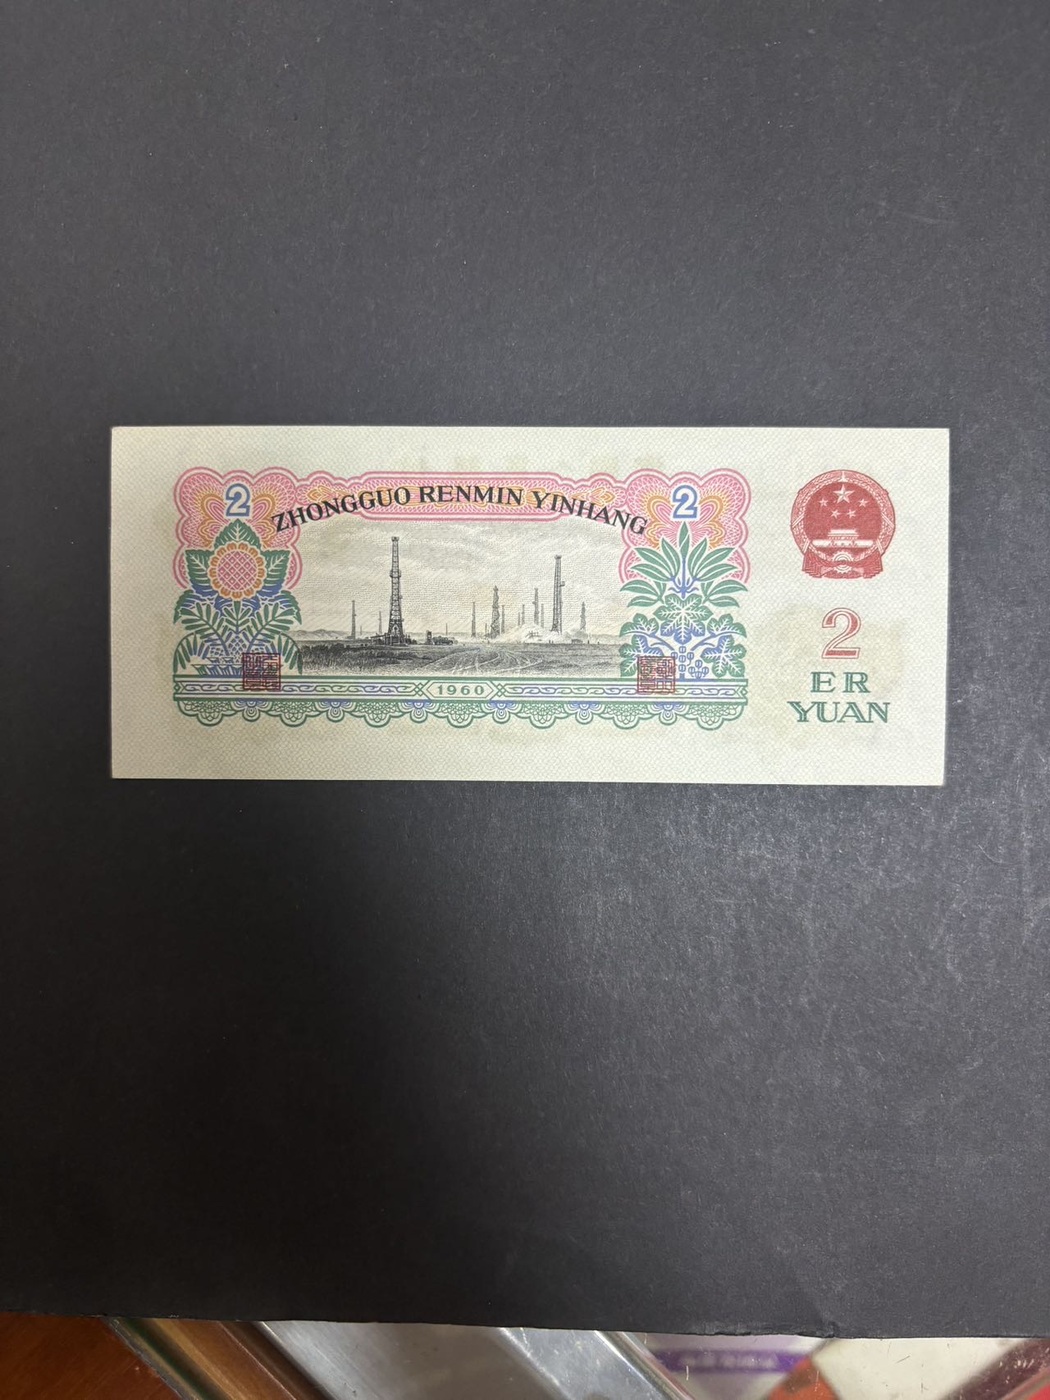 2
ZHONGGUO RENMIN YINHANG
2
1960
2
ER
YUAN